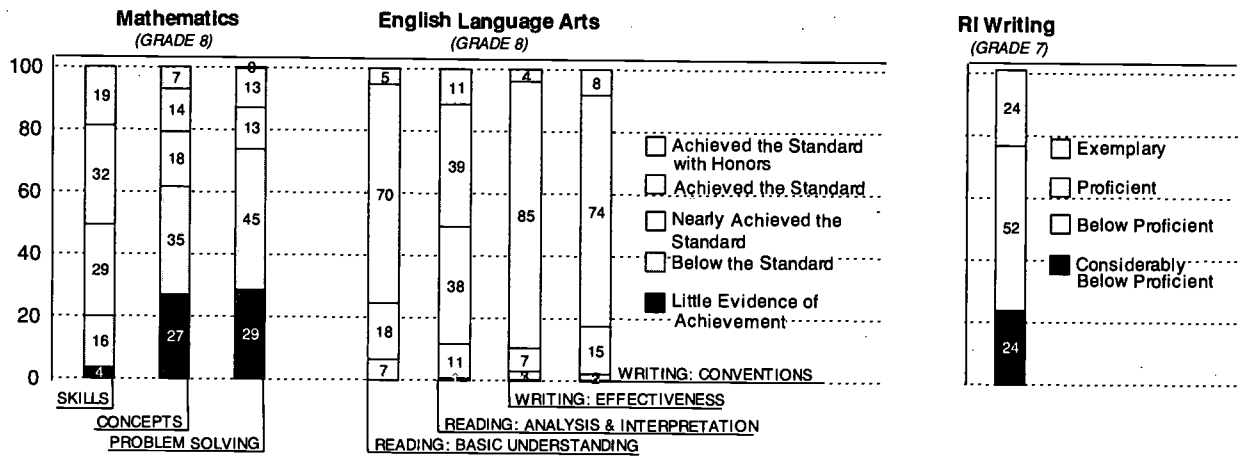 Mathematics
(GRADE 8)
English Language Arts
(GRADE 8)
RI Writing
(GRADE 7)
100
80
60
40
20
0
19
32
29
16
4
7
14
18
35
27
0
13
13
45
29
5
70
18
7
11
39
38
11
4
85
7
3
8
74
15
2
Achieved the Standard
with Honors
Achieved the Standard
Nearly Achieved the
Standard
Below the Standard
Little Evidence of
Achievement
24
52
24
Exemplary
Proficient
Below Proficient
Considerably
Below Proficient
SKILLS
CONCEPTS
PROBLEM SOLVING
WRITING: CONVENTIONS
WRITING: EFFECTIVENESS
READING: ANALYSIS & INTERPRETATION
READING: BASIC UNDERSTANDING